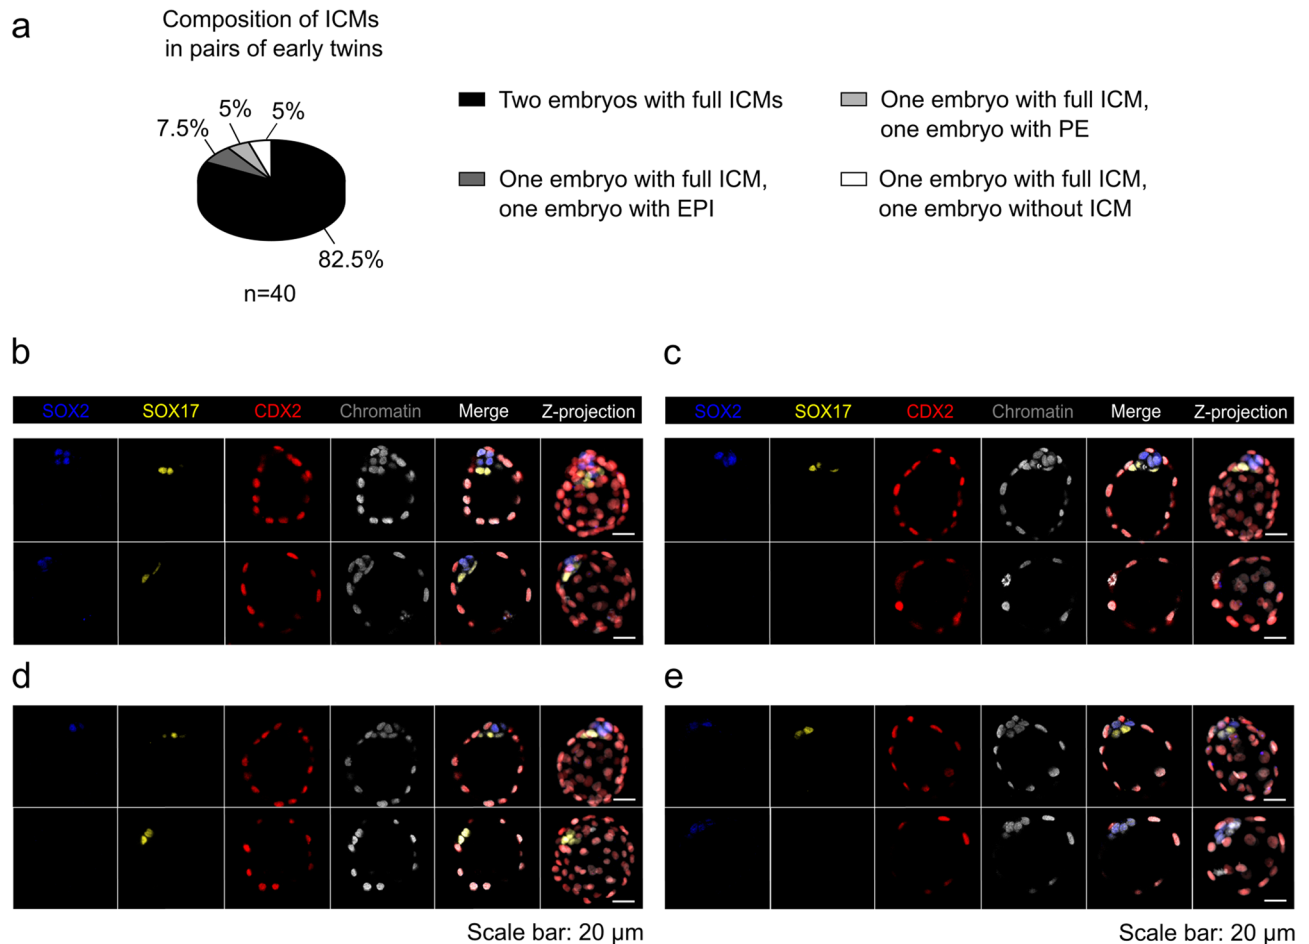 a
Composition of ICMs
in pairs of early twins
5%
5%
7.5%
82.5%
n=40
Two embryos with full ICMs
One embryo with full ICM,
one embryo with EPI
One embryo with full ICM,
one embryo with PE
One embryo with full ICM,
one embryo without ICM
b
SOX2 SOX17 CDX2 Chromatin Merge Z-projection
c
SOX2 SOX17 CDX2 Chromatin Merge Z-projection
d
Scale bar: 20 µm
e
Scale bar: 20 µm